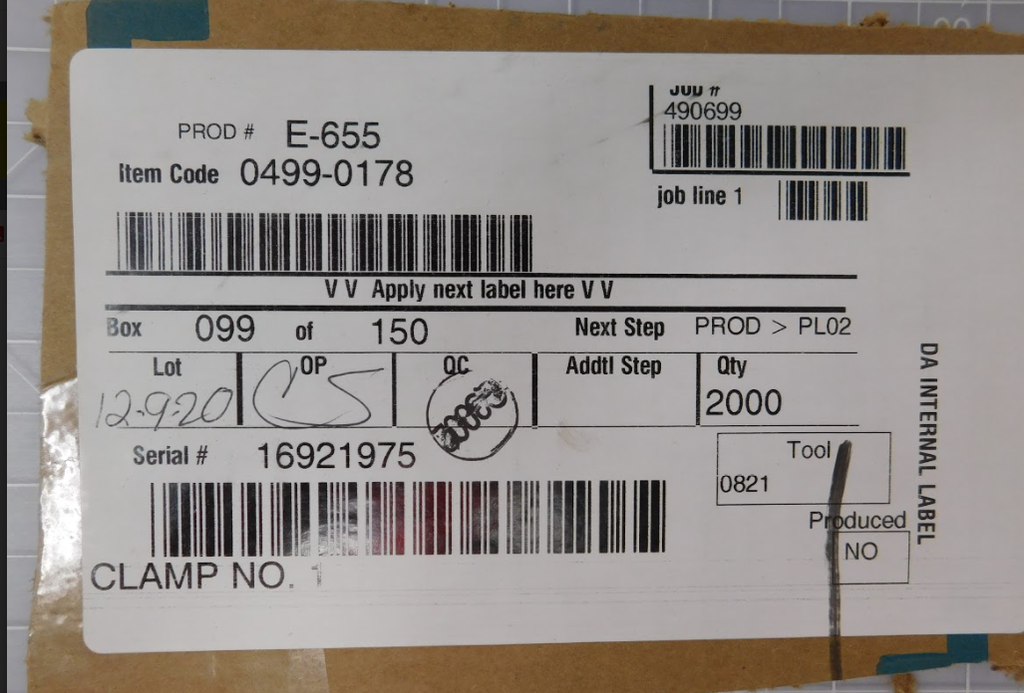 JOB #
490699
PROD # E-655
Item Code 0499-0178
job line 1
V V Apply next label here V V
Box 099 of 150 Next Step PROD > PL02
Lot OP QC Addtl Step Qty
12-9-20 CS 2000
Serial # 16921975
Tool
0821
Produced
NO
CLAMP NO. 1
DA INTERNAL LABEL